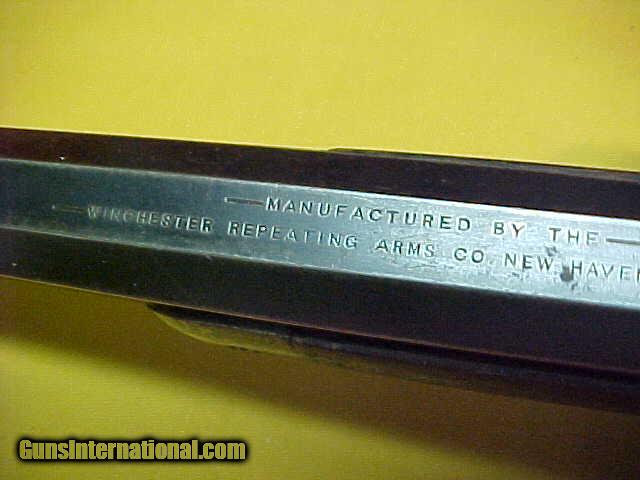 —MANUFACTURED BY THE—
—WINCHESTER REPEATING ARMS CO. NEW HAVEN
GunsInternational.com